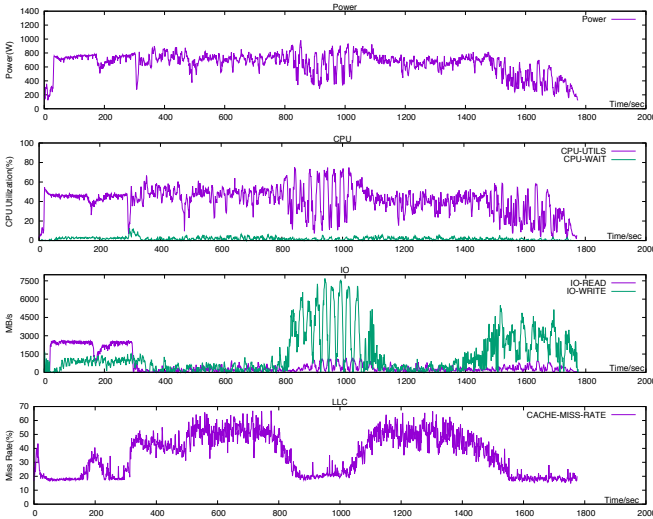 Power
1400
1200
1000
800
600
400
200
0
Power(W)
Power
Time/sec
0 200 400 600 800 1000 1200 1400 1600 1800 2000
CPU
100
80
60
40
20
0
CPU Utilization(%)
CPU-UTILS
CPU-WAIT
Time/sec
0 200 400 600 800 1000 1200 1400 1600 1800 2000
IO
7500
6000
4500
3000
1500
0
MB/s
IO-READ
IO-WRITE
Time/sec
0 200 400 600 800 1000 1200 1400 1600 1800 2000
LLC
70
60
50
40
30
20
10
0
Miss Rate(%)
CACHE-MISS-RATE
Time/sec
0 200 400 600 800 1000 1200 1400 1600 1800 2000